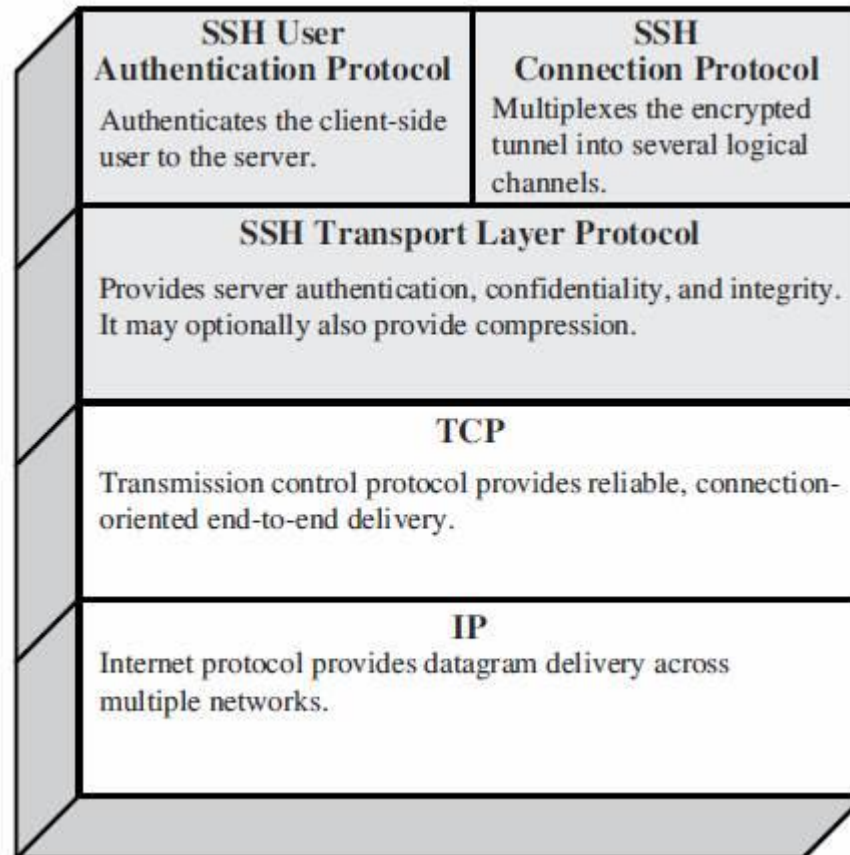 SSH User
Authentication Protocol
Authenticates the client-side
user to the server.
SSH
Connection Protocol
Multiplexes the encrypted
tunnel into several logical
channels.
SSH Transport Layer Protocol
Provides server authentication, confidentiality, and integrity.
It may optionally also provide compression.
TCP
Transmission control protocol provides reliable, connection-
oriented end-to-end delivery.
IP
Internet protocol provides datagram delivery across
multiple networks.